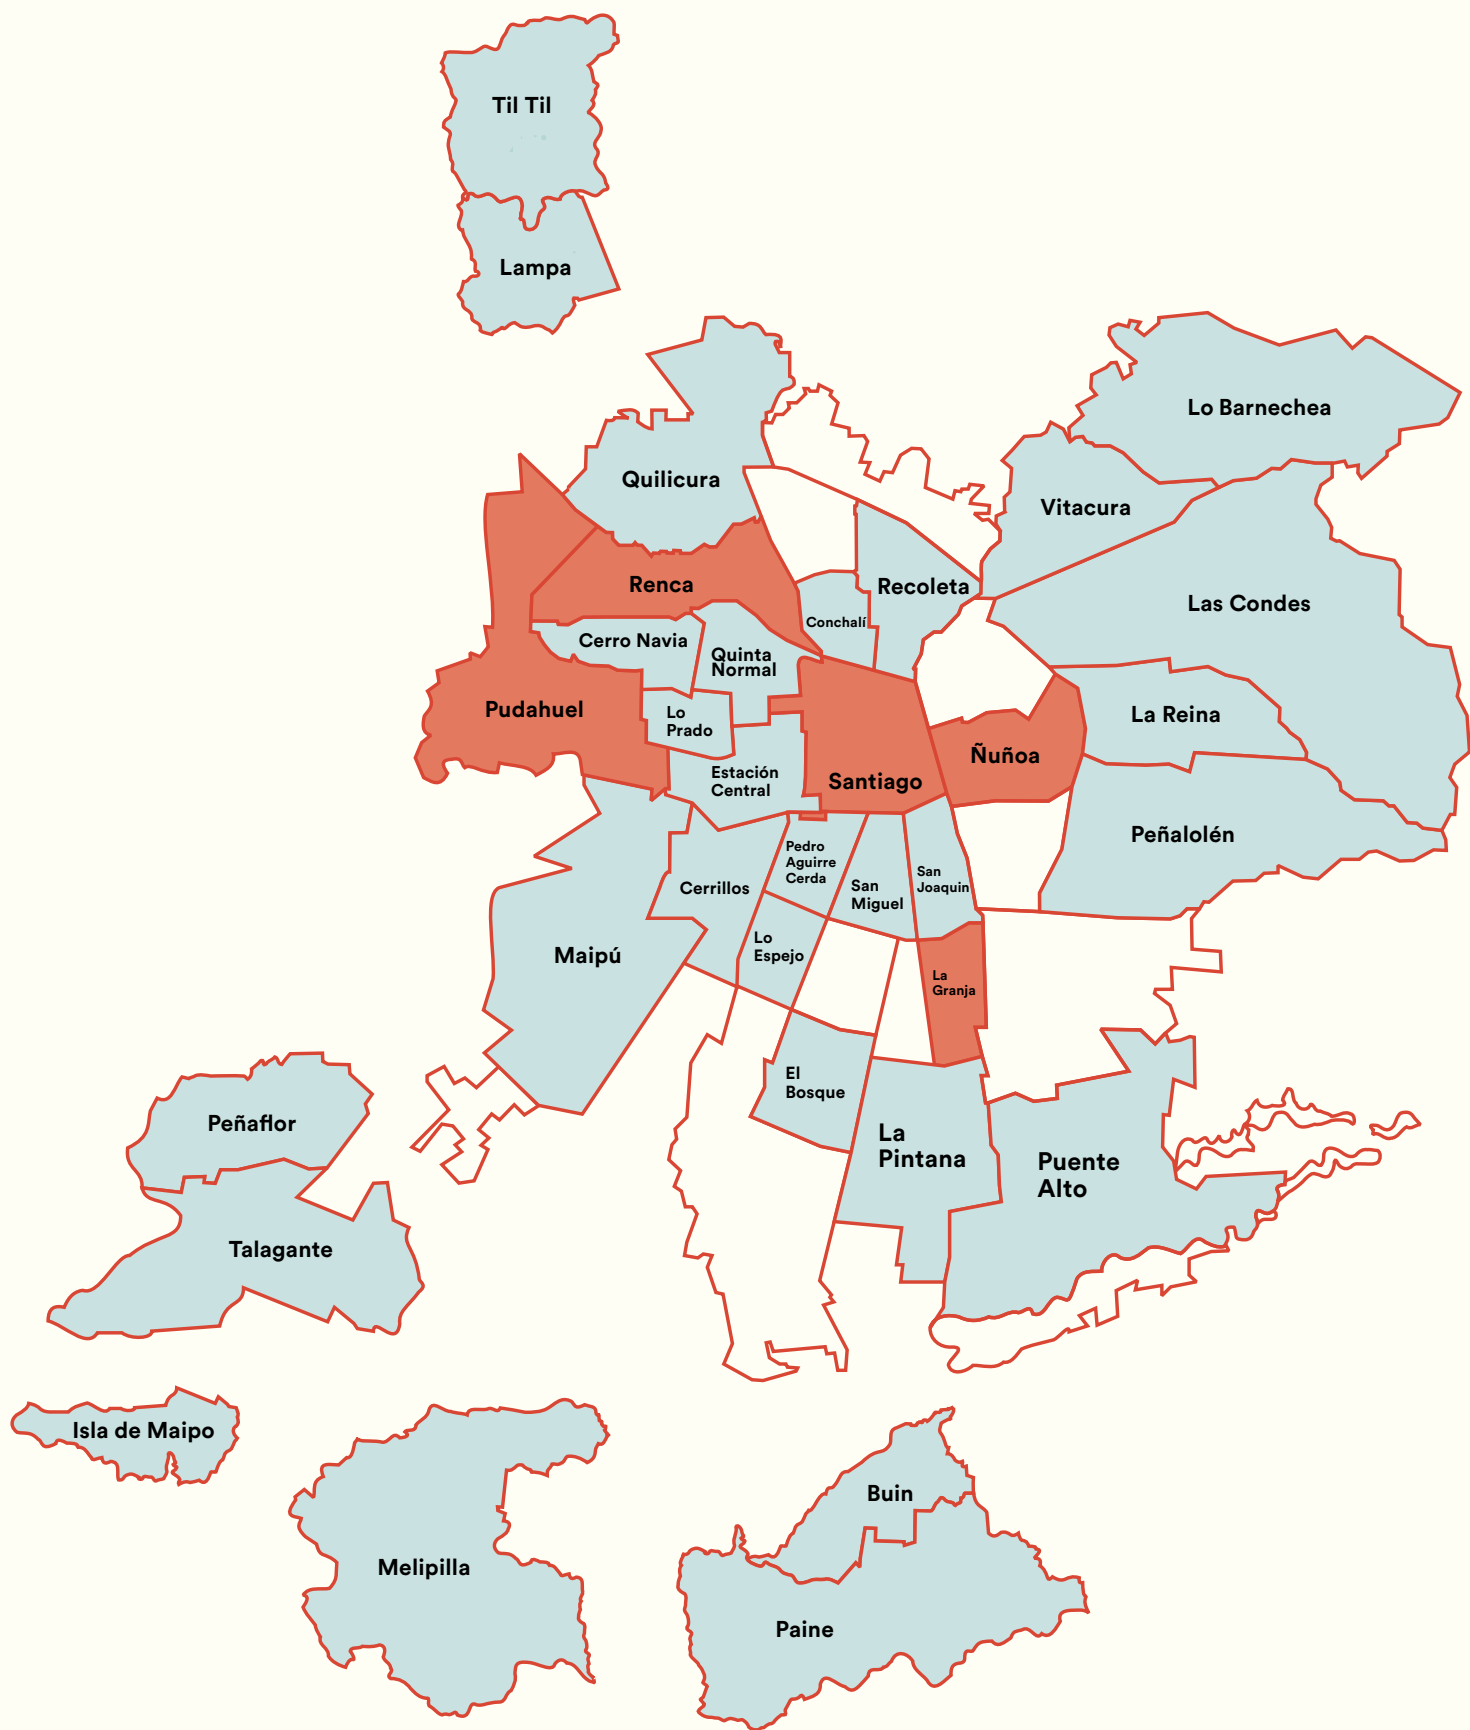 Til Til
Lampa
Lo Barnechea
Quilicura
Vitacura
Renca
Recoleta
Las Condes
Conchalí
Cerro Navia
Quinta
Normal
Pudahuel
Lo
Prado
La Reina
Ñuñoa
Estación
Central
Santiago
Peñalolén
Pedro
Aguirre
Cerda
Cerrillos
San
Miguel
San
Joaquin
Maipú
Lo
Espejo
La
Granja
El
Bosque
Peñaflor
La
Pintana
Puente
Alto
Talagante
Isla de Maipo
Buin
Melipilla
Paine